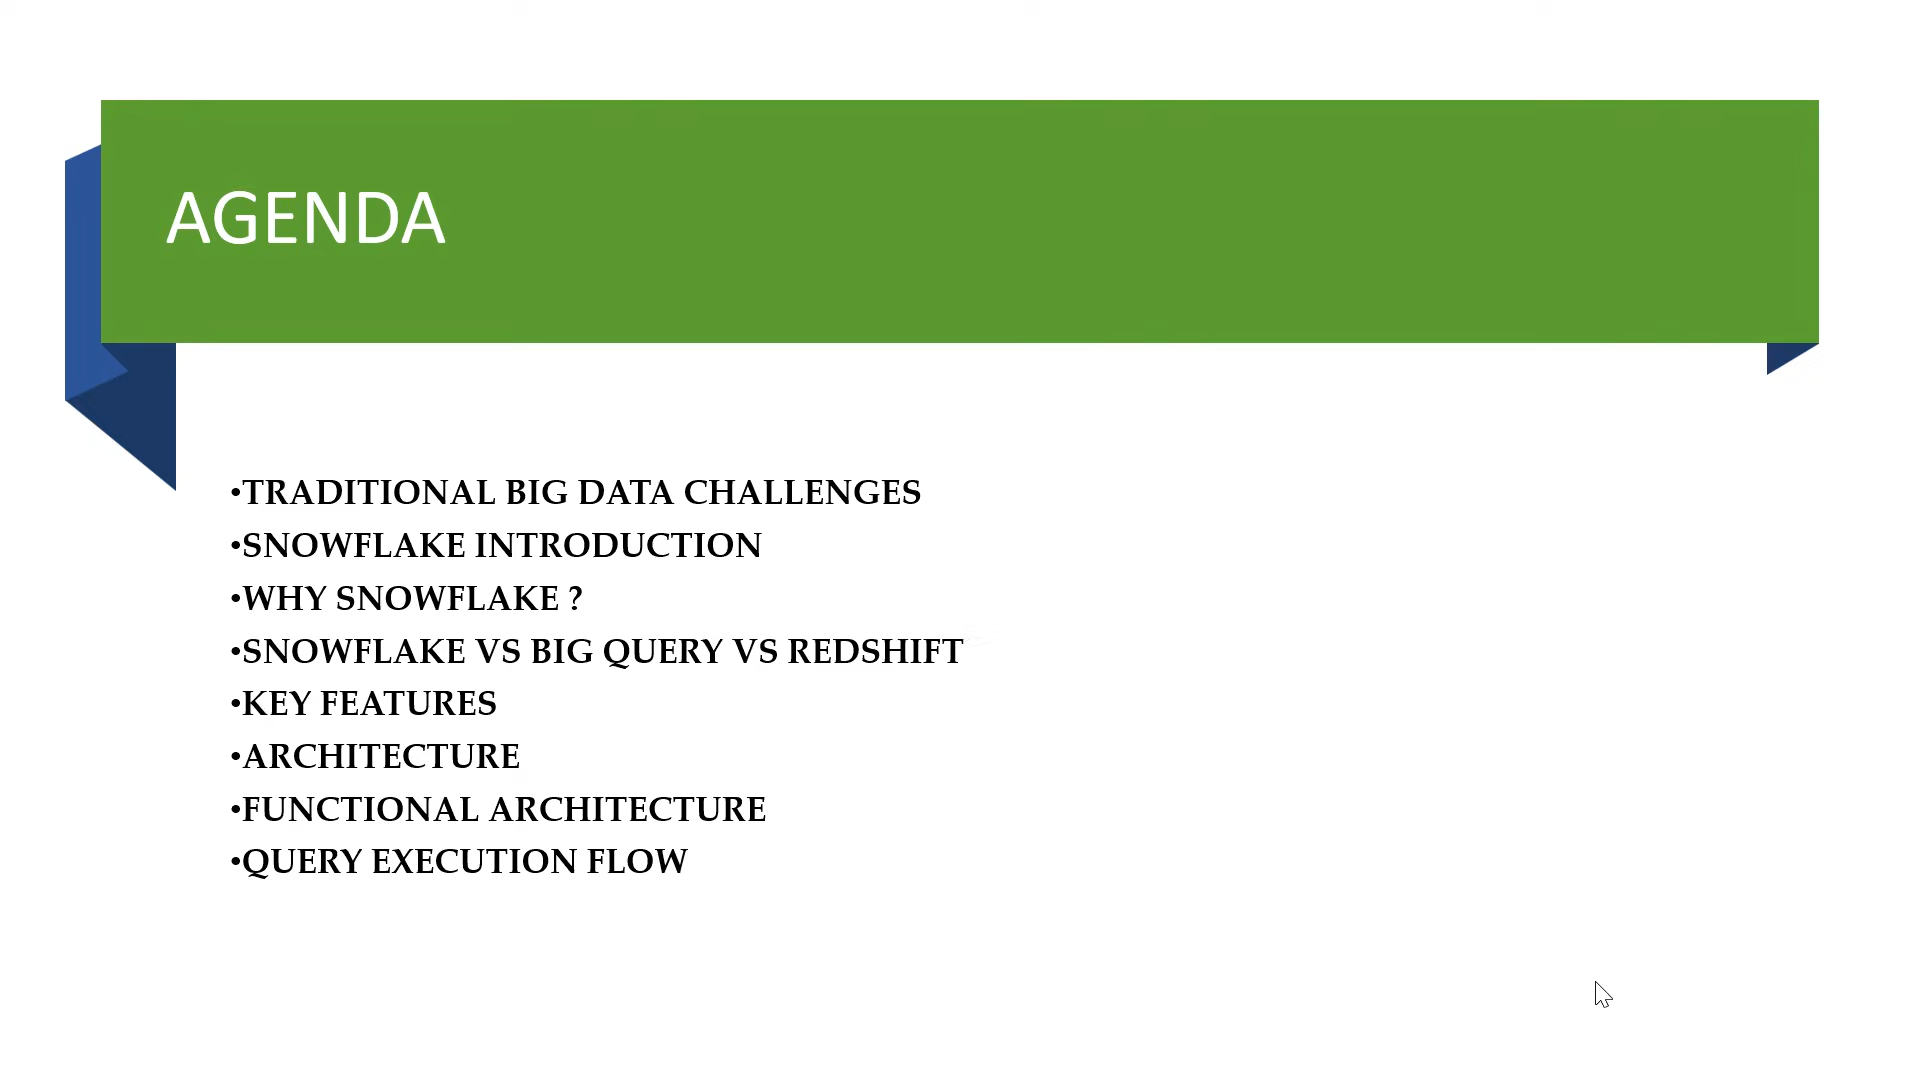 AGENDA
•TRADITIONAL BIG DATA CHALLENGES
•SNOWFLAKE INTRODUCTION
•WHY SNOWFLAKE ?
•SNOWFLAKE VS BIG QUERY VS REDSHIFT
•KEY FEATURES
•ARCHITECTURE
•FUNCTIONAL ARCHITECTURE
•QUERY EXECUTION FLOW